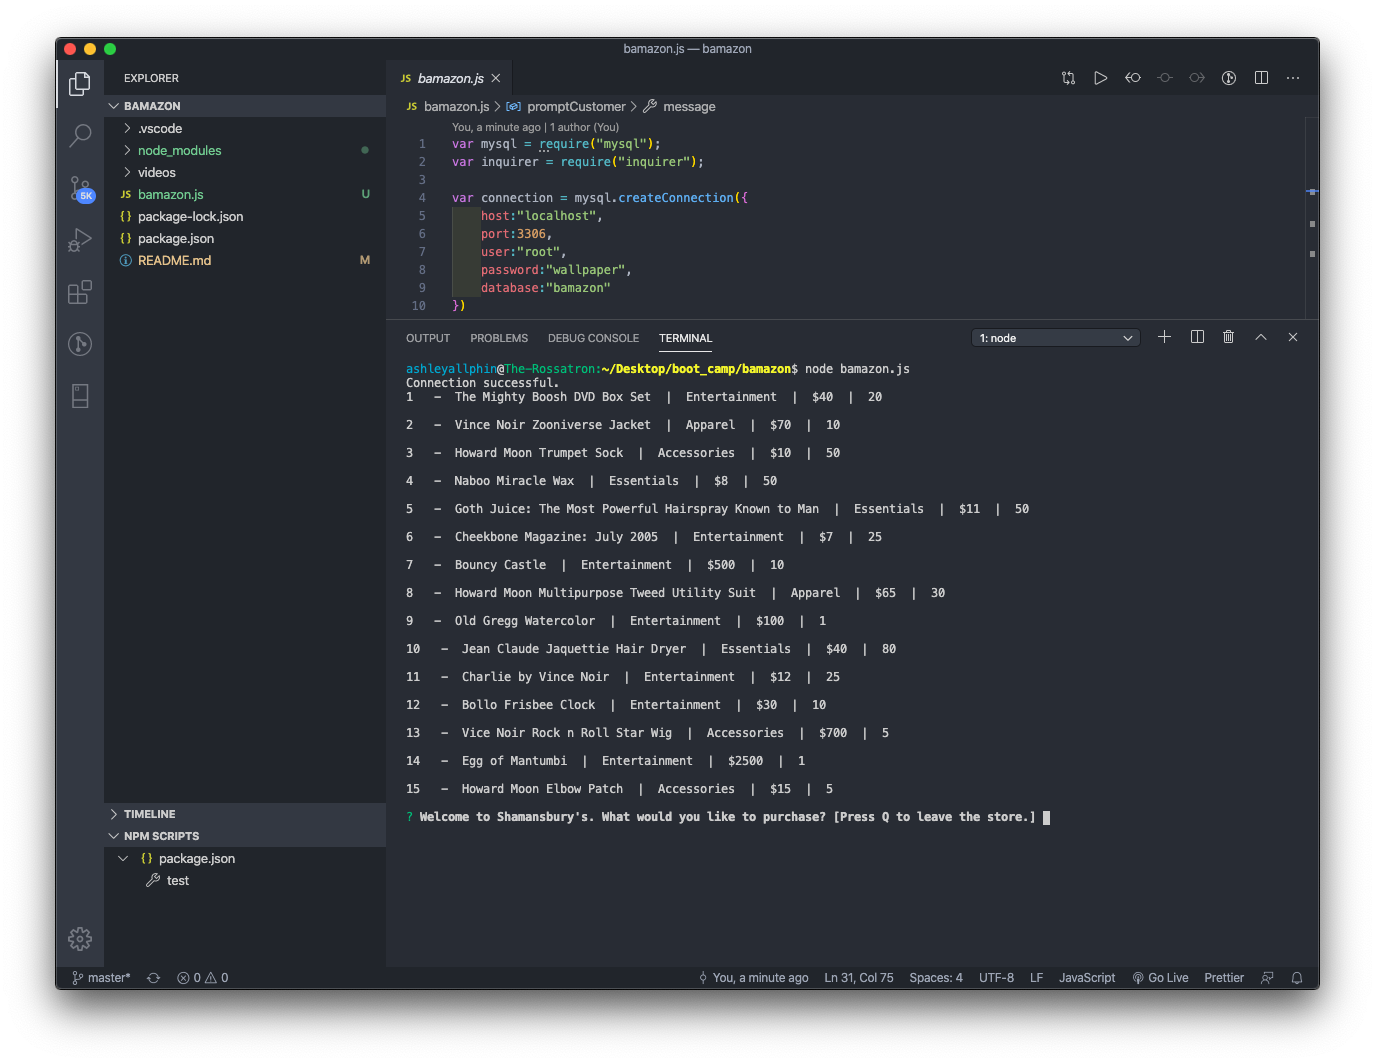 bamazon.js — bamazon
EXPLORER
BAMAZON
.vscode
node_modules
videos
JS bamazon.js U
{} package-lock.json
{} package.json
README.md M
TIMELINE
NPM SCRIPTS
{} package.json
test
5K
JS bamazon.js
JS bamazon.js > promptCustomer > message
You, a minute ago | 1 author (You)
1 var mysql = require("mysql");
2 var inquirer = require("inquirer");
3
4 var connection = mysql.createConnection({
5 host:"localhost",
6 port:3306,
7 user:"root",
8 password:"wallpaper",
9 database:"bamazon"
10 })
OUTPUT PROBLEMS DEBUG CONSOLE TERMINAL 1: node
ashleyallphin@The-Rossatron:~/Desktop/boot_camp/bamazon$ node bamazon.js
Connection successful.
1 - The Mighty Boosh DVD Box Set | Entertainment | $40 | 20
2 - Vince Noir Zooniverse Jacket | Apparel | $70 | 10
3 - Howard Moon Trumpet Sock | Accessories | $10 | 50
4 - Naboo Miracle Wax | Essentials | $8 | 50
5 - Goth Juice: The Most Powerful Hairspray Known to Man | Essentials | $11 | 50
6 - Cheekbone Magazine: July 2005 | Entertainment | $7 | 25
7 - Bouncy Castle | Entertainment | $500 | 10
8 - Howard Moon Multipurpose Tweed Utility Suit | Apparel | $65 | 30
9 - Old Gregg Watercolor | Entertainment | $100 | 1
10 - Jean Claude Jaquettie Hair Dryer | Essentials | $40 | 80
11 - Charlie by Vince Noir | Entertainment | $12 | 25
12 - Bollo Frisbee Clock | Entertainment | $30 | 10
13 - Vice Noir Rock n Roll Star Wig | Accessories | $700 | 5
14 - Egg of Mantumbi | Entertainment | $2500 | 1
15 - Howard Moon Elbow Patch | Accessories | $15 | 5
? Welcome to Shamansbury's. What would you like to purchase? [Press Q to leave the store.]
master* 0 0 You, a minute ago Ln 31, Col 75 Spaces: 4 UTF-8 LF JavaScript Go Live Prettier